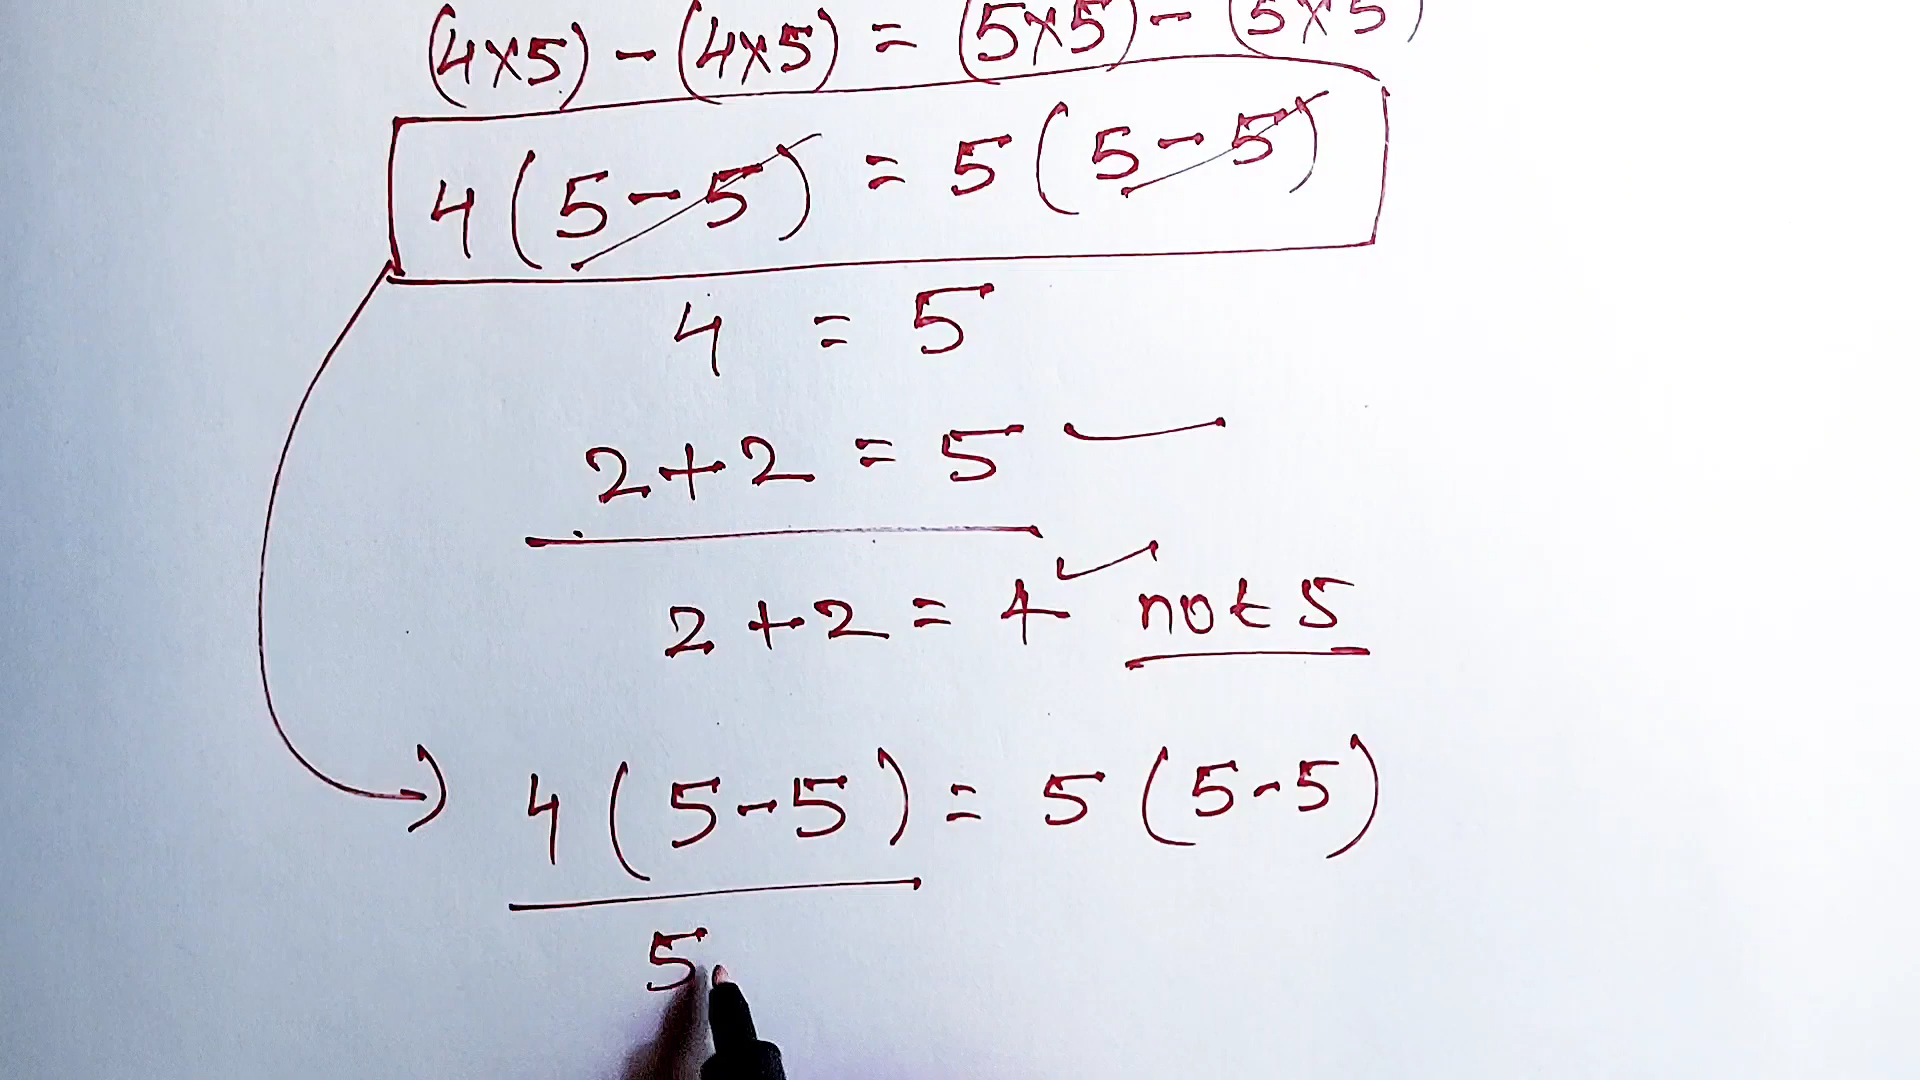 (4×5) - (4×5) = (5×5) - (5×5)
4 (5-5) = 5 (5-5)
4 = 5
2+2 = 5
2+2 = 4 not 5
4 (5-5) = 5 (5-5)
5